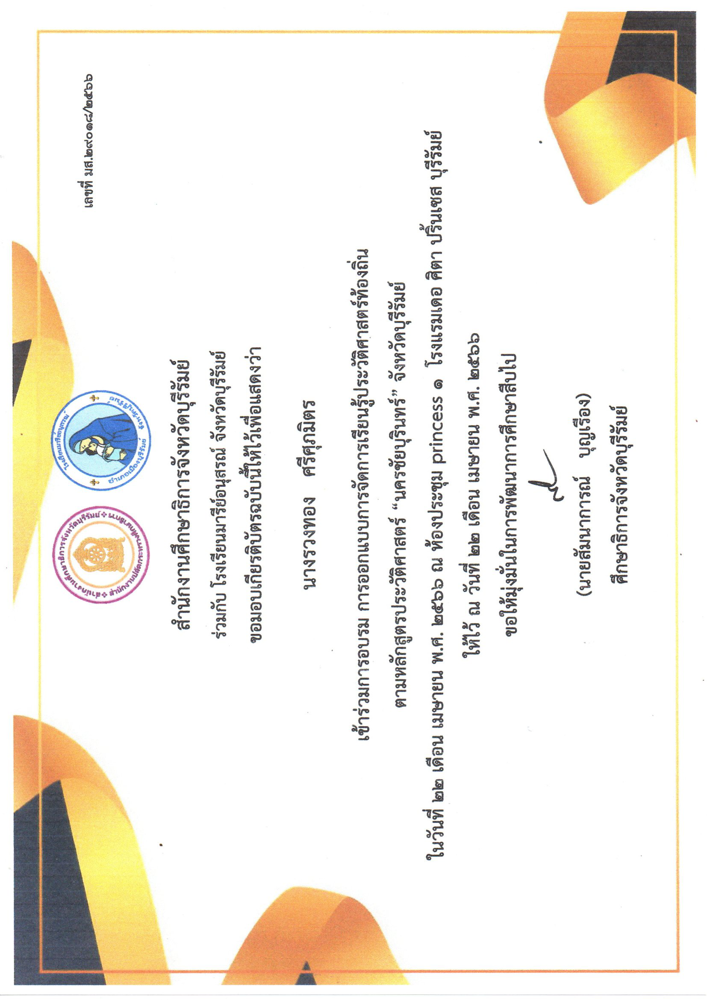 เลขที่ มส.๒๙๐๑๘/๒๕๖๖
สำนักงานศึกษาธิการจังหวัดบุรีรัมย์ สำนักงานปลัดกระทรวงศึกษาธิการ
โรงเรียนมารีย์อนุสรณ์
อำเภอเมืองบุรีรัมย์ จังหวัดบุรีรัมย์
สำนักงานศึกษาธิการจังหวัดบุรีรัมย์
ร่วมกับ โรงเรียนมารีย์อนุสรณ์ จังหวัดบุรีรัมย์
ขอมอบเกียรติบัตรฉบับนี้ให้ไว้เพื่อแสดงว่า
นางรวงทอง ศรีศุภมิตร
เข้าร่วมการอบรม การออกแบบการจัดการเรียนรู้ประวัติศาสตร์ท้องถิ่น
ตามหลักสูตรประวัติศาสตร์ “นครชัยบุรินทร์” จังหวัดบุรีรัมย์
ในวันที่ ๒๒ เดือน เมษายน พ.ศ. ๒๕๖๖ ณ ห้องประชุม princess ๑ โรงแรมเดอ ศิตา ปริ้นเซส บุรีรัมย์
ให้ไว้ ณ วันที่ ๒๒ เดือน เมษายน พ.ศ. ๒๕๖๖
ขอให้มุ่งมั่นในการพัฒนาการศึกษาสืบไป
(นายสัมนาการณ์ บุญเรือง)
ศึกษาธิการจังหวัดบุรีรัมย์